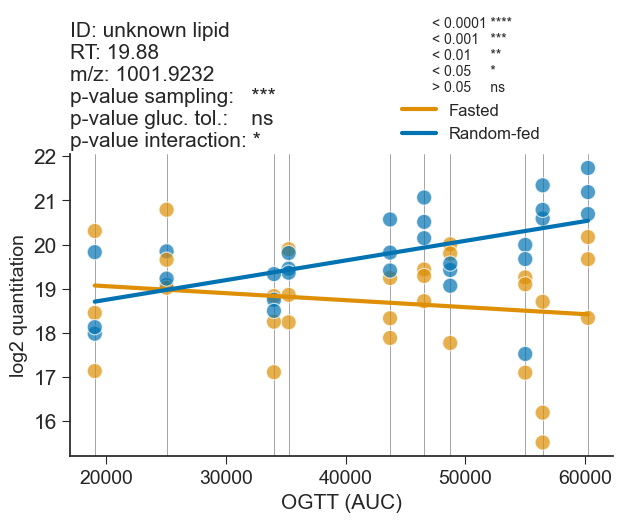 ID: unknown lipid
RT: 19.88
m/z: 1001.9232
p-value sampling: ***
p-value gluc. tol.: ns
p-value interaction: *
< 0.0001 ****
< 0.001 ***
< 0.01 **
< 0.05 *
> 0.05 ns
Fasted
Random-fed
22
21
20
19
18
17
16
log2 quantitation
20000 30000 40000 50000 60000
OGTT (AUC)